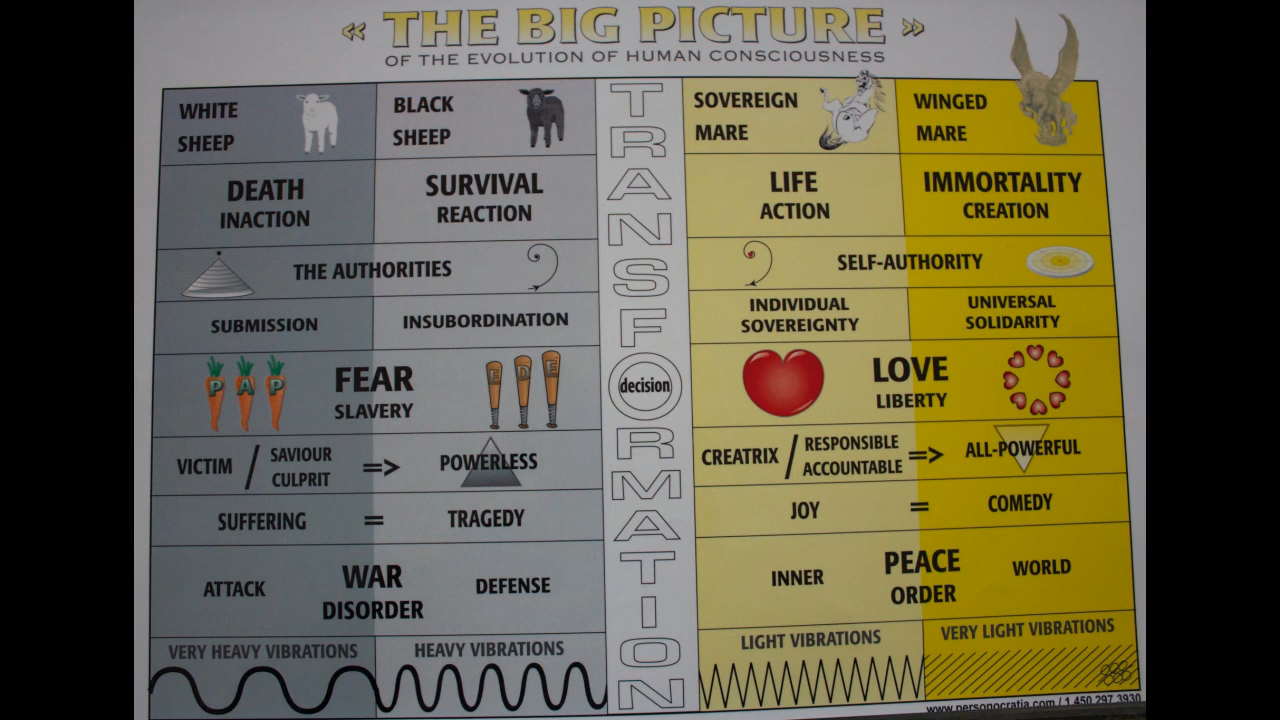 « THE BIG PICTURE »
OF THE EVOLUTION OF HUMAN CONSCIOUSNESS
WHITE
SHEEP
BLACK
SHEEP
SOVEREIGN
MARE
WINGED
MARE
DEATH
INACTION
SURVIVAL
REACTION
LIFE
ACTION
IMMORTALITY
CREATION
THE AUTHORITIES
SELF-AUTHORITY
SUBMISSION
INSUBORDINATION
INDIVIDUAL
SOVEREIGNTY
UNIVERSAL
SOLIDARITY
P A P
FEAR
SLAVERY
E D E
LOVE
LIBERTY
VICTIM / SAVIOUR
CULPRIT
=> POWERLESS
CREATRIX / RESPONSIBLE
ACCOUNTABLE
=> ALL-POWERFUL
SUFFERING = TRAGEDY
JOY = COMEDY
ATTACK WAR DEFENSE
DISORDER
INNER PEACE WORLD
ORDER
VERY HEAVY VIBRATIONS
HEAVY VIBRATIONS
LIGHT VIBRATIONS
VERY LIGHT VIBRATIONS
TRANSFORMATION
decision
www.personocratia.com / 1 450 297 3930